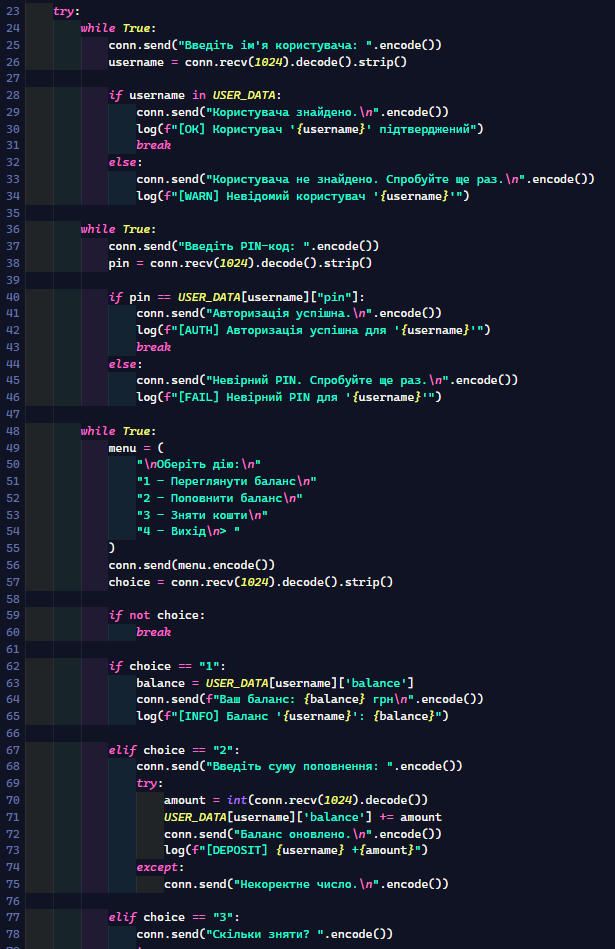 23 try:
24 while True:
25 conn.send("Введіть ім'я користувача: ".encode())
26 username = conn.recv(1024).decode().strip()
27
28 if username in USER_DATA:
29 conn.send("Користувача знайдено.\n".encode())
30 log(f"[OK] Користувач '{username}' підтверджений")
31 break
32 else:
33 conn.send("Користувача не знайдено. Спробуйте ще раз.\n".encode())
34 log(f"[WARN] Невідомий користувач '{username}'")
35
36 while True:
37 conn.send("Введіть PIN-код: ".encode())
38 pin = conn.recv(1024).decode().strip()
39
40 if pin == USER_DATA[username]["pin"]:
41 conn.send("Авторизація успішна.\n".encode())
42 log(f"[AUTH] Авторизація успішна для '{username}'")
43 break
44 else:
45 conn.send("Невірний PIN. Спробуйте ще раз.\n".encode())
46 log(f"[FAIL] Невірний PIN для '{username}'")
47
48 while True:
49 menu = (
50 "\nОберіть дію:\n"
51 "1 - Переглянути баланс\n"
52 "2 - Поповнити баланс\n"
53 "3 - Зняти кошти\n"
54 "4 - Вихід\n> "
55 )
56 conn.send(menu.encode())
57 choice = conn.recv(1024).decode().strip()
58
59 if not choice:
60 break
61
62 if choice == "1":
63 balance = USER_DATA[username]['balance']
64 conn.send(f"Ваш баланс: {balance} грн\n".encode())
65 log(f"[INFO] Баланс '{username}': {balance}")
66
67 elif choice == "2":
68 conn.send("Введіть суму поповнення: ".encode())
69 try:
70 amount = int(conn.recv(1024).decode())
71 USER_DATA[username]['balance'] += amount
72 conn.send("Баланс оновлено.\n".encode())
73 log(f"[DEPOSIT] {username} +{amount}")
74 except:
75 conn.send("Некоректне число.\n".encode())
76
77 elif choice == "3":
78 conn.send("Скільки зняти? ".encode())